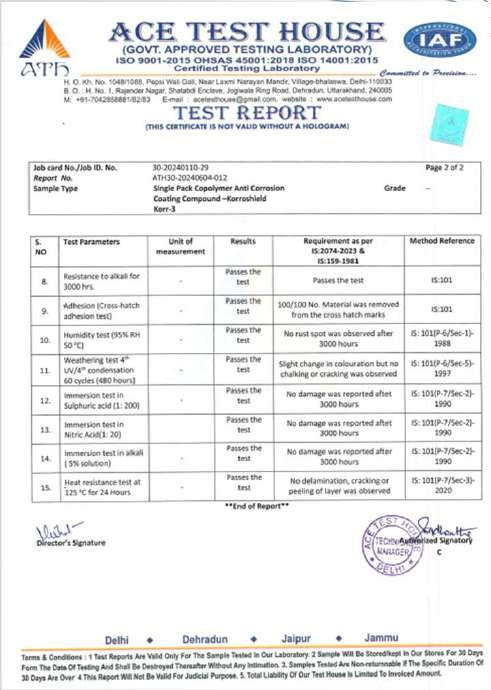 ATH
ACE TEST HOUSE
(GOVT. APPROVED TESTING LABORATORY)
ISO 9001-2015 OHSAS 45001:2018 ISO 14001:2015
Certified Testing Laboratory
INTERNATIONAL
IAF
ACCREDITATION FORUM
Committed to Precision....
H. O. Kh. No. 1048/1088, Pepsi Wali Gali, Near Laxmi Narayan Mandir, Village-bhalaswa, Delhi-110033
B. O. : H. No. 1, Rajender Nagar, Shatabdi Enclave, Jogiwala Ring Road, Dehradun, Uttarakhand, 240005
M: +91-7042858881/82/83 E-mail : acetesthouse@gmail.com, website : www.acetesthouse.com
TEST REPORT
(THIS CERTIFICATE IS NOT VALID WITHOUT A HOLOGRAM)
Job card No./Job ID. No. 30-20240110-29 Page 2 of 2
Report No. ATH30-20240604-012
Sample Type Single Pack Copolymer Anti Corrosion Grade --
Coating Compound –Korroshield
Korr-3
S. NO Test Parameters Unit of measurement Results Requirement as per IS:2074-2023 & IS:159-1981 Method Reference
8. Resistance to alkali for 3000 hrs. - Passes the test Passes the test IS:101
9. Adhesion (Cross-hatch adhesion test) - Passes the test 100/100 No. Material was removed from the cross hatch marks IS:101
10. Humidity test (95% RH 50 °C) - Passes the test No rust spot was observed after 3000 hours IS: 101(P-6/Sec-1)-1988
11. Weathering test 4th UV/4th condensation 60 cycles (480 hours) - Passes the test Slight change in colouration but no chalking or cracking was observed IS: 101(P-6/Sec-5)-1997
12. Immersion test in Sulphuric acid (1: 200) - Passes the test No damage was reported after 3000 hours IS: 101(P-7/Sec-2)-1990
13. Immersion test in Nitric Acid(1: 20) - Passes the test No damage was reported after 3000 hours IS: 101(P-7/Sec-2)-1990
14. Immersion test in alkali ( 5% solution) - Passes the test No damage was reported after 3000 hours IS: 101(P-7/Sec-2)-1990
15. Heat resistance test at 125 °C for 24 Hours - Passes the test No delamination, cracking or peeling of layer was observed IS: 101(P-7/Sec-3)-2020
**End of Report**
Director's Signature
ACE TEST HOUSE
MANAGER
DELHI
Authorized Signatory
C
Delhi Dehradun Jaipur Jammu
Terms & Conditions : 1 Test Reports Are Valid Only For The Sample Tested In Our Laboratory. 2 Sample Will Be Stored/kept In Our Stores For 30 Days
Form The Date Of Testing And Shall Be Destroyed Thereafter Without Any Intimation. 3. Samples Tested Are Non-returnable If The Specific Duration Of
30 Days Are Over 4 This Report Will Not Be Valid For Judicial Purpose. 5. Total Liability Of Our Test House Is Limited To Invoiced Amount.